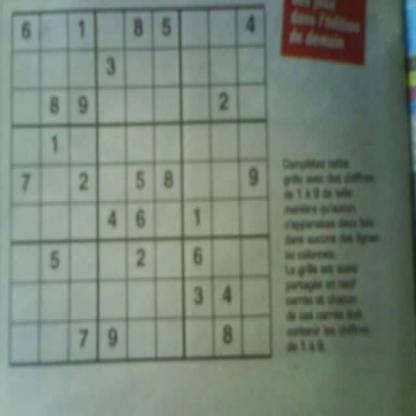 des jeux
dans l'édition
de demain
6 1 8 5 4
3
8 9 2
1
7 2 5 8 9
4 6 1
5 2 6
3 4
7 9 8
Complétez cette
grille avec des chiffres
de 1 à 9 de telle
manière qu'aucun
n'apparaisse deux fois
dans aucune des lignes
ou colonnes.
La grille est aussi
partagée en neuf
carrés et chacun
de ces carrés doit
contenir les chiffres
de 1 à 9.